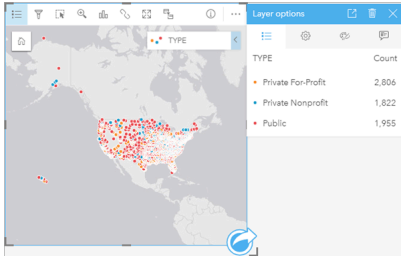 Layer options
TYPE
TYPE Count
Private For-Profit 2,806
Private Nonprofit 1,822
Public 1,955